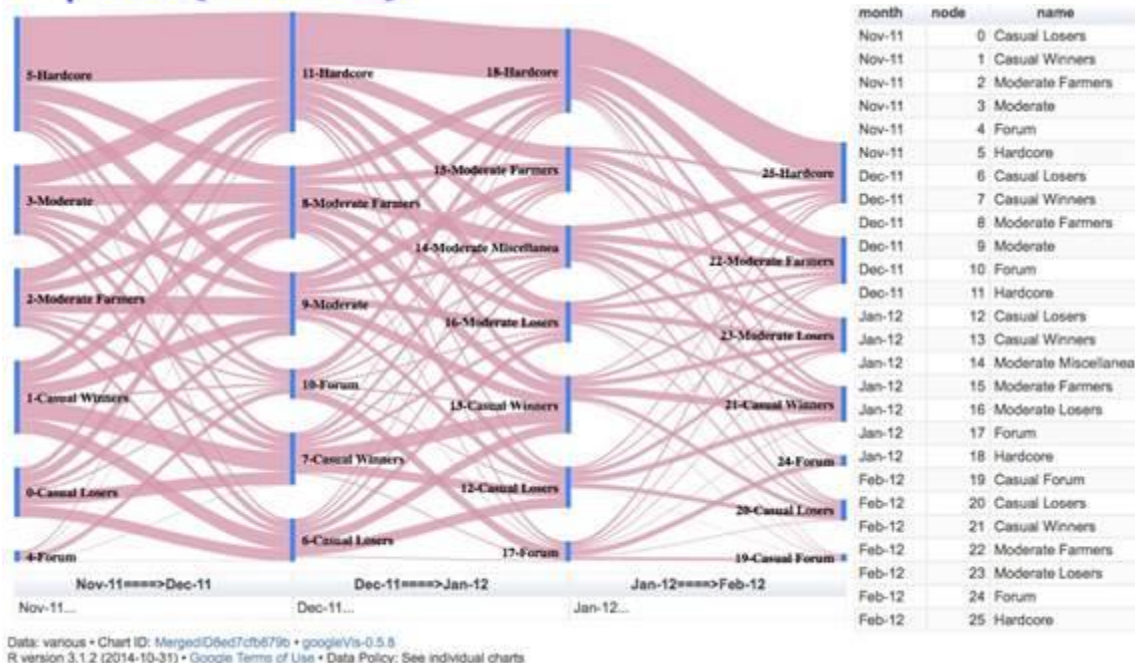 5-Hardcore
3-Moderate
2-Moderate Farmers
1-Casual Winners
0-Casual Losers
4-Forum
11-Hardcore
8-Moderate Farmers
9-Moderate
10-Forum
7-Casual Winners
6-Casual Losers
18-Hardcore
15-Moderate Farmers
14-Moderate Miscellanea
16-Moderate Losers
13-Casual Winners
12-Casual Losers
17-Forum
25-Hardcore
22-Moderate Farmers
23-Moderate Losers
21-Casual Winners
24-Forum
20-Casual Losers
19-Casual Forum
Nov-11====>Dec-11 Dec-11====>Jan-12 Jan-12====>Feb-12
Nov-11... Dec-11... Jan-12...
month node name
Nov-11 0 Casual Losers
Nov-11 1 Casual Winners
Nov-11 2 Moderate Farmers
Nov-11 3 Moderate
Nov-11 4 Forum
Nov-11 5 Hardcore
Dec-11 6 Casual Losers
Dec-11 7 Casual Winners
Dec-11 8 Moderate Farmers
Dec-11 9 Moderate
Dec-11 10 Forum
Dec-11 11 Hardcore
Jan-12 12 Casual Losers
Jan-12 13 Casual Winners
Jan-12 14 Moderate Miscellanea
Jan-12 15 Moderate Farmers
Jan-12 16 Moderate Losers
Jan-12 17 Forum
Jan-12 18 Hardcore
Feb-12 19 Casual Forum
Feb-12 20 Casual Losers
Feb-12 21 Casual Winners
Feb-12 22 Moderate Farmers
Feb-12 23 Moderate Losers
Feb-12 24 Forum
Feb-12 25 Hardcore
Data: various • Chart ID: • googleVis-0.5.8
R version 3.1.2 (2014-10-31) • Google Terms of Use • Data Policy: See individual charts